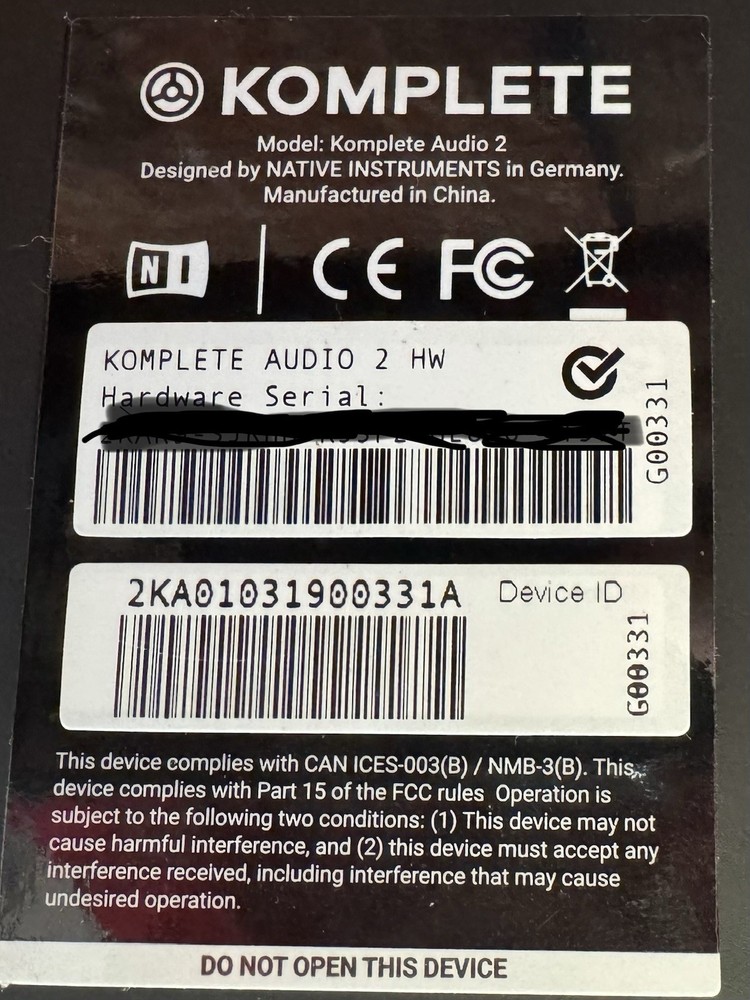 KOMPLETE
Model: Komplete Audio 2
Designed by NATIVE INSTRUMENTS in Germany.
Manufactured in China.
NI
CE FC
KOMPLETE AUDIO 2 HW
Hardware Serial:
G00331
2KA01031900331A
Device ID
G00331
This device complies with CAN ICES-003(B) / NMB-3(B). This
device complies with Part 15 of the FCC rules Operation is
subject to the following two conditions: (1) This device may not
cause harmful interference, and (2) this device must accept any
interference received, including interference that may cause
undesired operation.
DO NOT OPEN THIS DEVICE